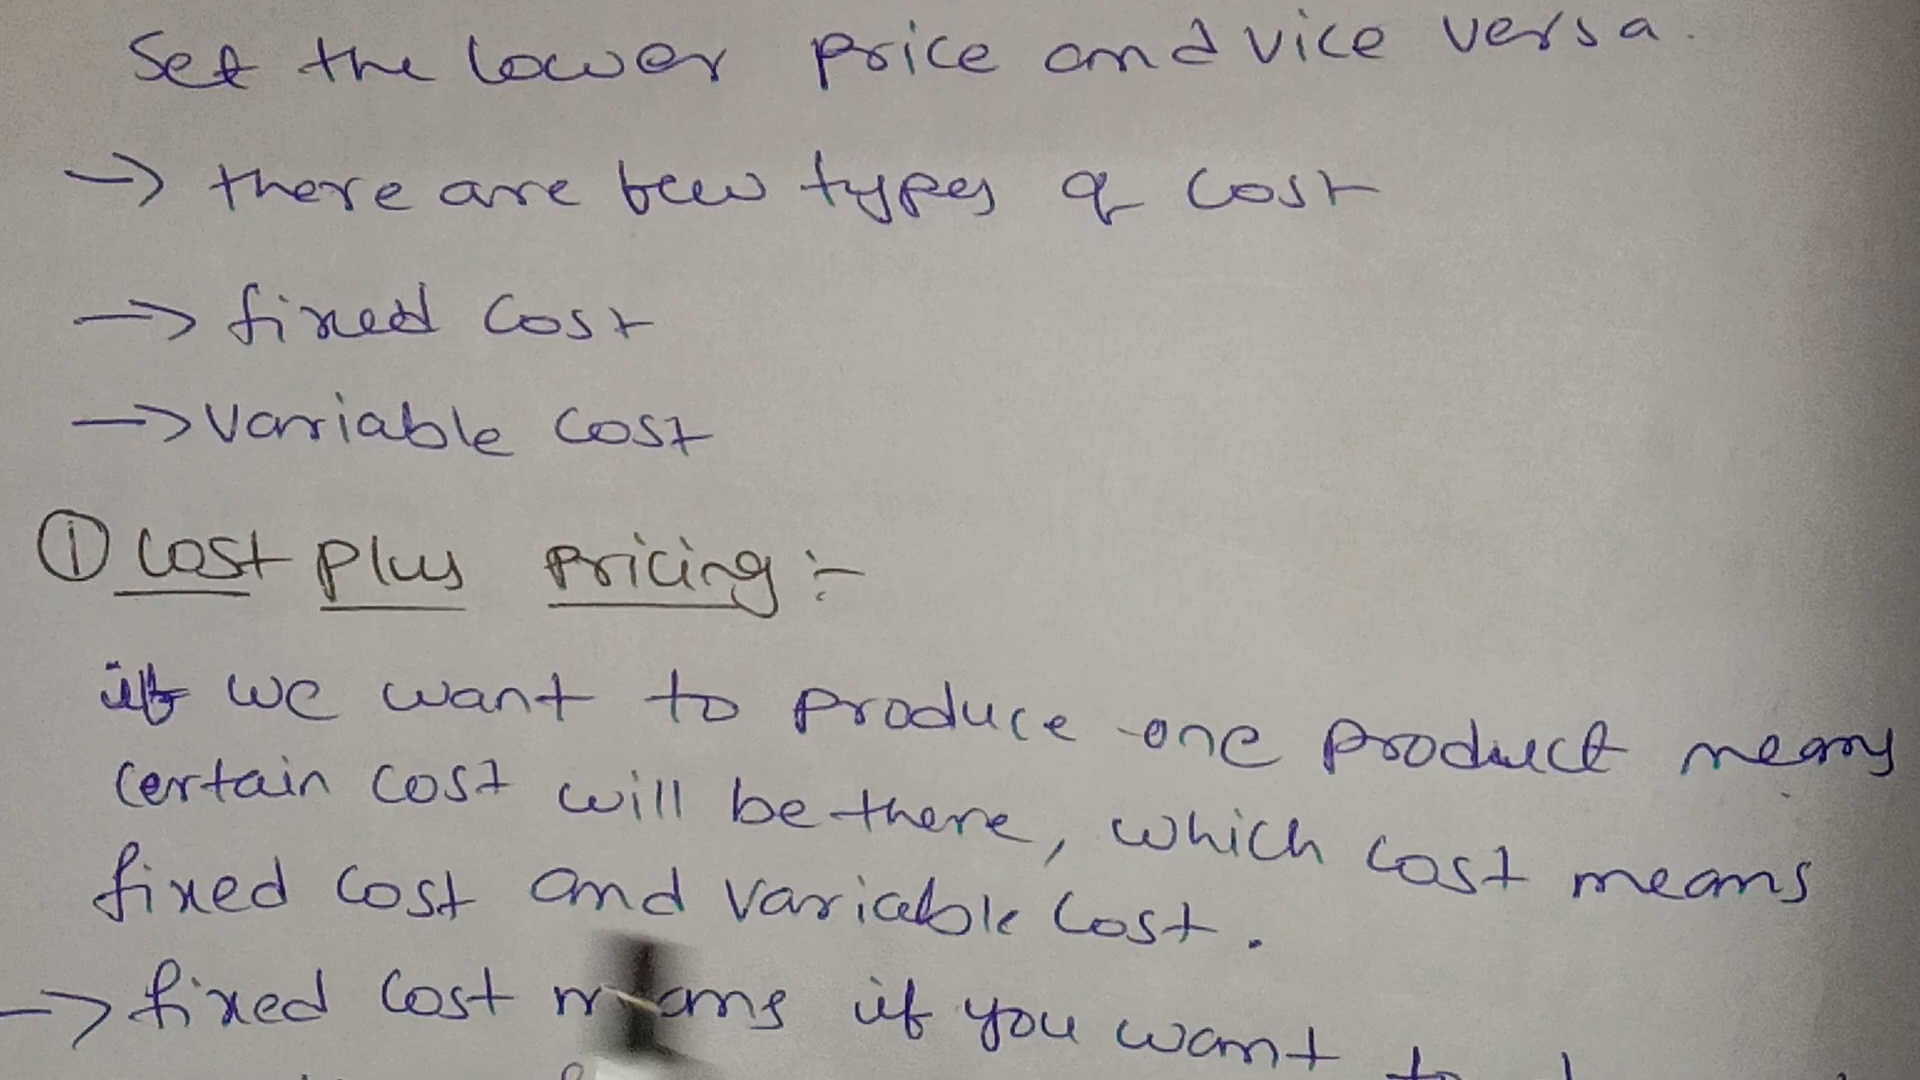 Set the lower price and vice versa.
→ there are few types of cost
→ fixed cost
→ variable cost
① Cost plus pricing :-
if we want to produce one product means
certain cost will be there, which cost means
fixed cost and variable cost.
→ fixed cost means if you want to